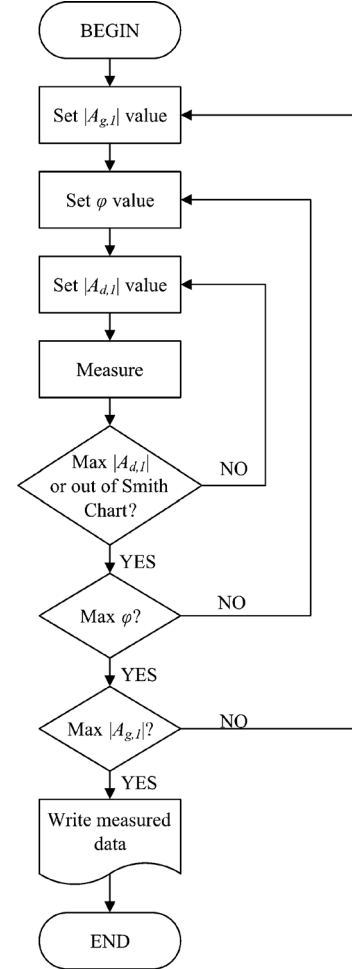 BEGIN
Set |A_{g,1}| value
Set φ value
Set |A_{d,1}| value
Measure
Max |A_{d,1}|
or out of Smith
Chart?
NO
YES
Max φ?
NO
YES
Max |A_{g,1}|?
NO
YES
Write measured
data
END